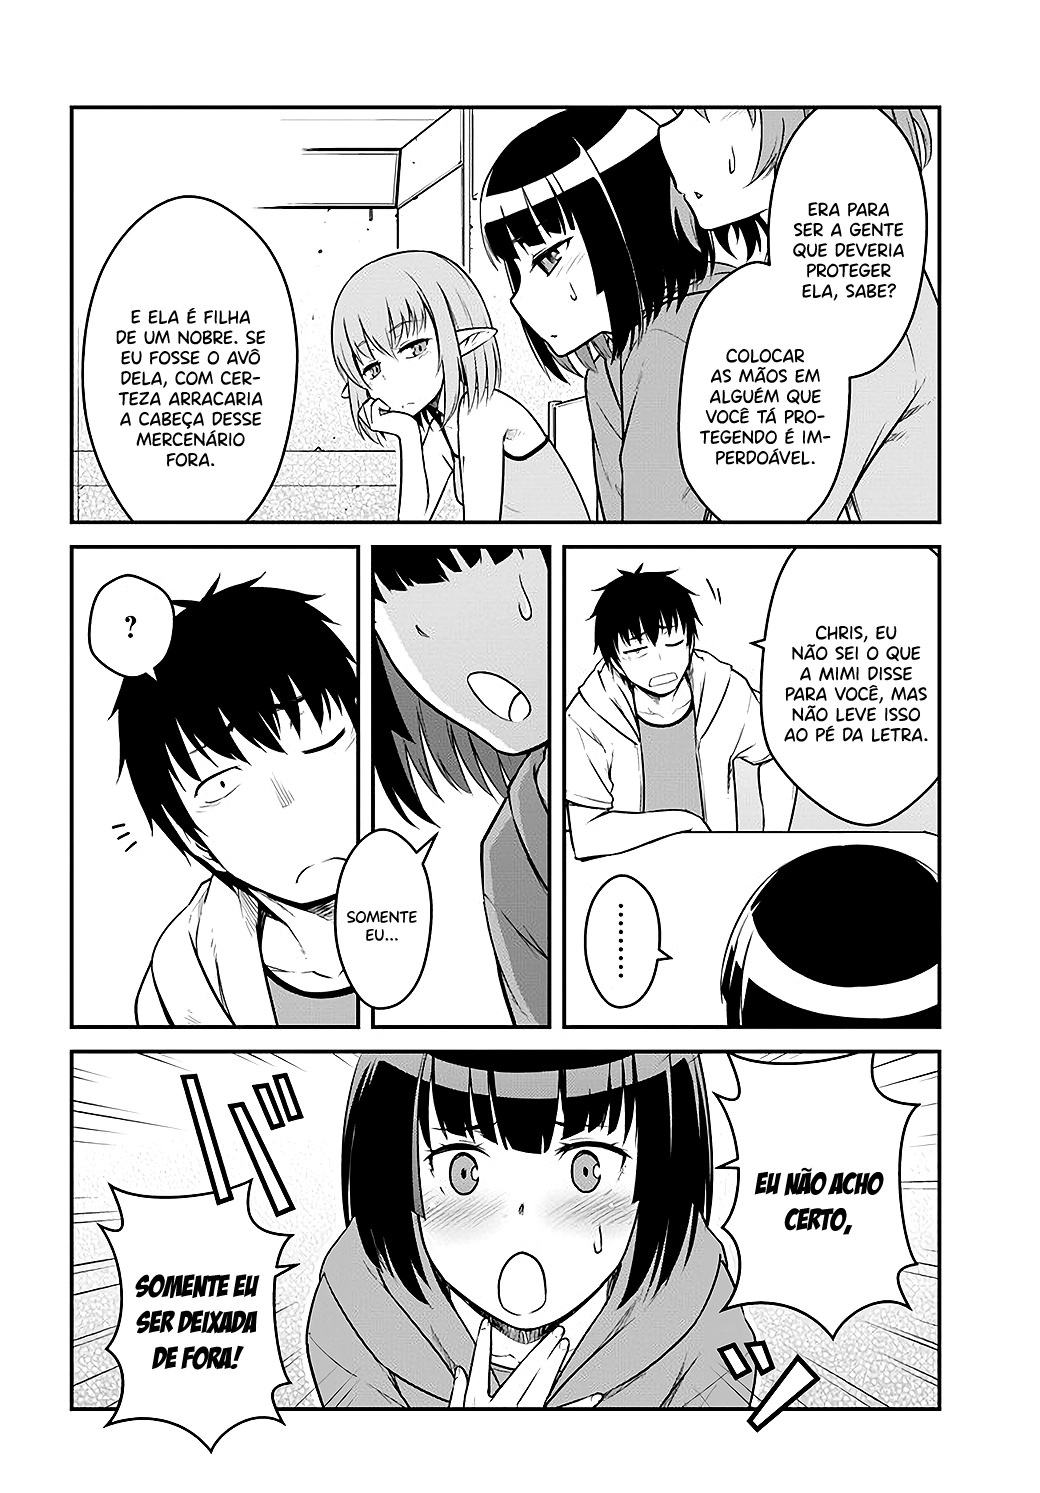 ERA PARA
SER A GENTE
QUE DEVERIA
PROTEGER
ELA, SABE?
COLOCAR
AS MÃOS EM
ALGUÉM QUE
VOCÊ TÁ PRO-
TEGENDO É IM-
PERDOÁVEL.
E ELA É FILHA
DE UM NOBRE. SE
EU FOSSE O AVÔ
DELA, COM CER-
TEZA ARRACARIA
A CABEÇA DESSE
MERCENÁRIO
FORA.
CHRIS, EU
NÃO SEI O QUE
A MIMI DISSE
PARA VOCÊ, MAS
NÃO LEVE ISSO
AO PÉ DA LETRA.
........
SOMENTE
EU...
?
EU NÃO ACHO
CERTO,
SOMENTE EU
SER DEIXADA
DE FORA!